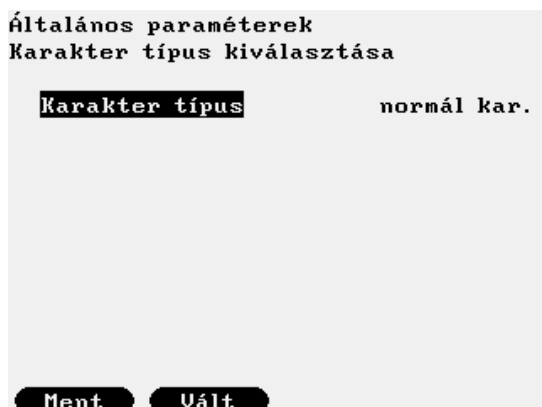 Általános paraméterek
Karakter típus kiválasztása
Karakter típus normál kar.
Ment Vált